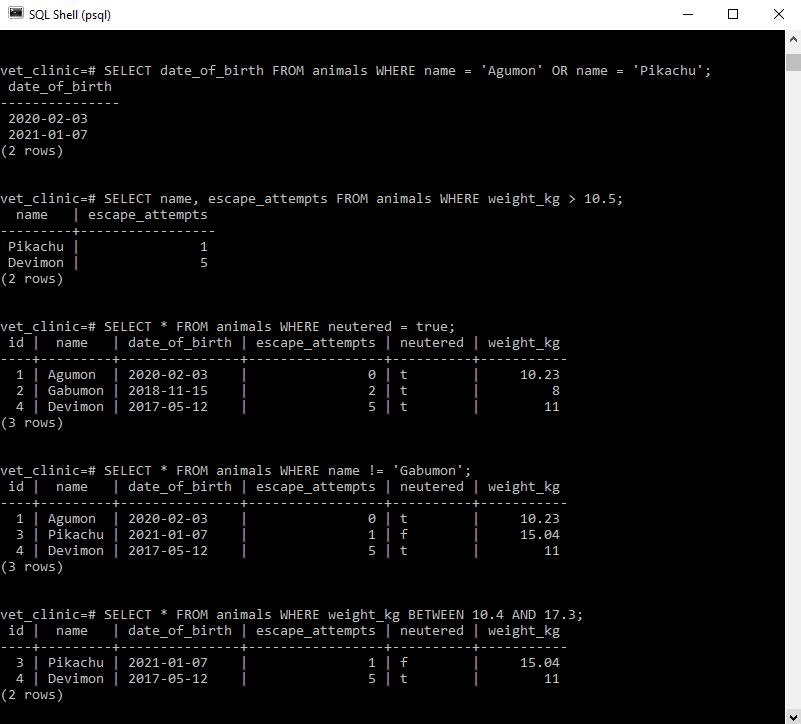 SQL Shell (psql)
vet_clinic=# SELECT date_of_birth FROM animals WHERE name = 'Agumon' OR name = 'Pikachu';
 date_of_birth
---------------
 2020-02-03
 2021-01-07
(2 rows)
vet_clinic=# SELECT name, escape_attempts FROM animals WHERE weight_kg > 10.5;
  name   | escape_attempts
---------+-----------------
 Pikachu |               1
 Devimon |               5
(2 rows)
vet_clinic=# SELECT * FROM animals WHERE neutered = true;
 id |  name   | date_of_birth | escape_attempts | neutered | weight_kg
----+---------+---------------+-----------------+----------+-----------
  1 | Agumon  | 2020-02-03    |               0 | t        |     10.23
  2 | Gabumon | 2018-11-15    |               2 | t        |         8
  4 | Devimon | 2017-05-12    |               5 | t        |        11
(3 rows)
vet_clinic=# SELECT * FROM animals WHERE name != 'Gabumon';
 id |  name   | date_of_birth | escape_attempts | neutered | weight_kg
----+---------+---------------+-----------------+----------+-----------
  1 | Agumon  | 2020-02-03    |               0 | t        |     10.23
  3 | Pikachu | 2021-01-07    |               1 | f        |     15.04
  4 | Devimon | 2017-05-12    |               5 | t        |        11
(3 rows)
vet_clinic=# SELECT * FROM animals WHERE weight_kg BETWEEN 10.4 AND 17.3;
 id |  name   | date_of_birth | escape_attempts | neutered | weight_kg
----+---------+---------------+-----------------+----------+-----------
  3 | Pikachu | 2021-01-07    |               1 | f        |     15.04
  4 | Devimon | 2017-05-12    |               5 | t        |        11
(2 rows)